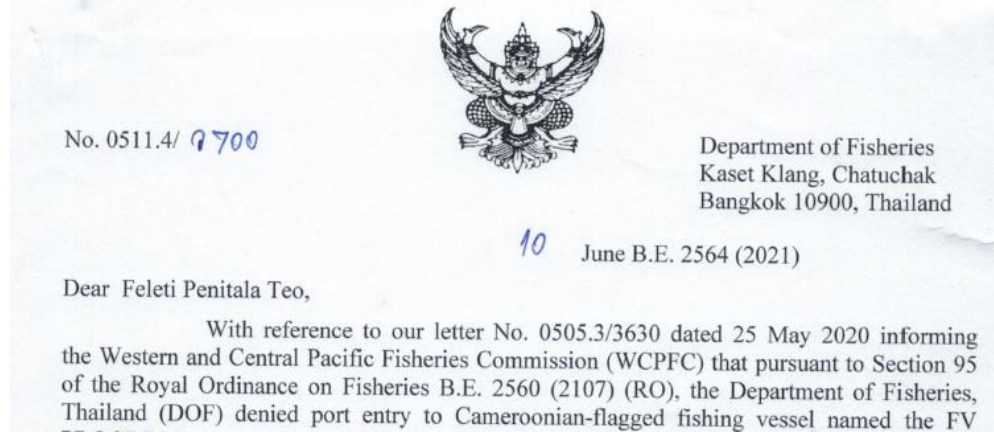 No. 0511.4/ 9700
Department of Fisheries
Kaset Klang, Chatuchak
Bangkok 10900, Thailand
10 June B.E. 2564 (2021)
Dear Feleti Penitala Teo,
With reference to our letter No. 0505.3/3630 dated 25 May 2020 informing
the Western and Central Pacific Fisheries Commission (WCPFC) that pursuant to Section 95
of the Royal Ordinance on Fisheries B.E. 2560 (2107) (RO), the Department of Fisheries,
Thailand (DOF) denied port entry to Cameroonian-flagged fishing vessel named the FV